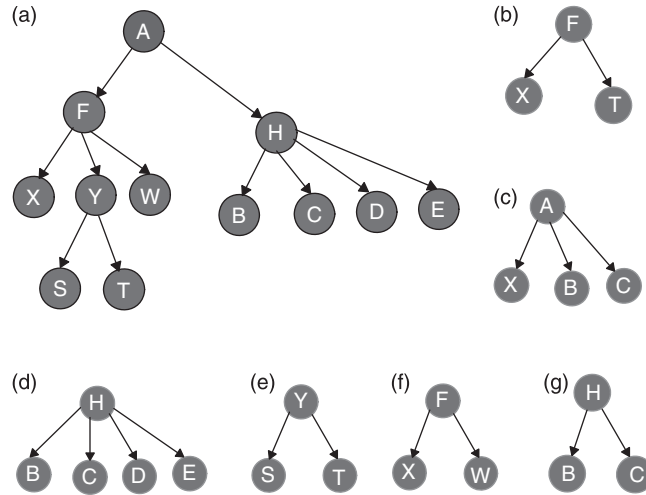 (a)
A
F
H
X Y W
B C D E
S T
(b)
F
X T
(c)
A
X B C
(d)
H
B C D E
(e)
Y
S T
(f)
F
X W
(g)
H
B C